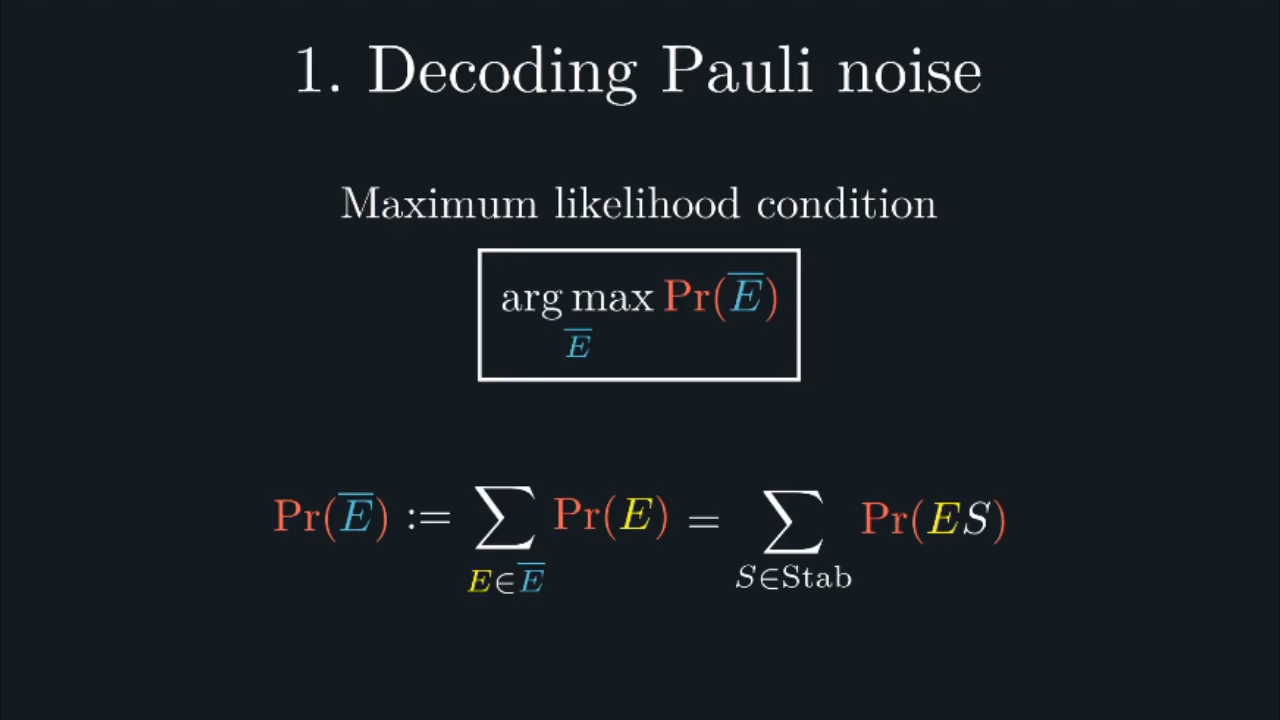 1. Decoding Pauli noise
Maximum likelihood condition
arg max Pr(E̅)
E̅
Pr(E̅) := ∑ Pr(E) = ∑ Pr(ES)
E∈E̅ S∈Stab